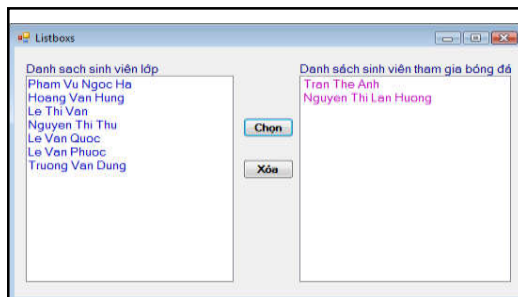 Listboxs
Danh sach sinh viên lớp
Pham Vu Ngoc Ha
Hoang Van Hung
Le Thi Van
Nguyen Thi Thu
Le Van Quoc
Le Van Phuoc
Truong Van Dung
Chọn
Xóa
Danh sách sinh viên tham gia bóng đá
Tran The Anh
Nguyen Thi Lan Huong